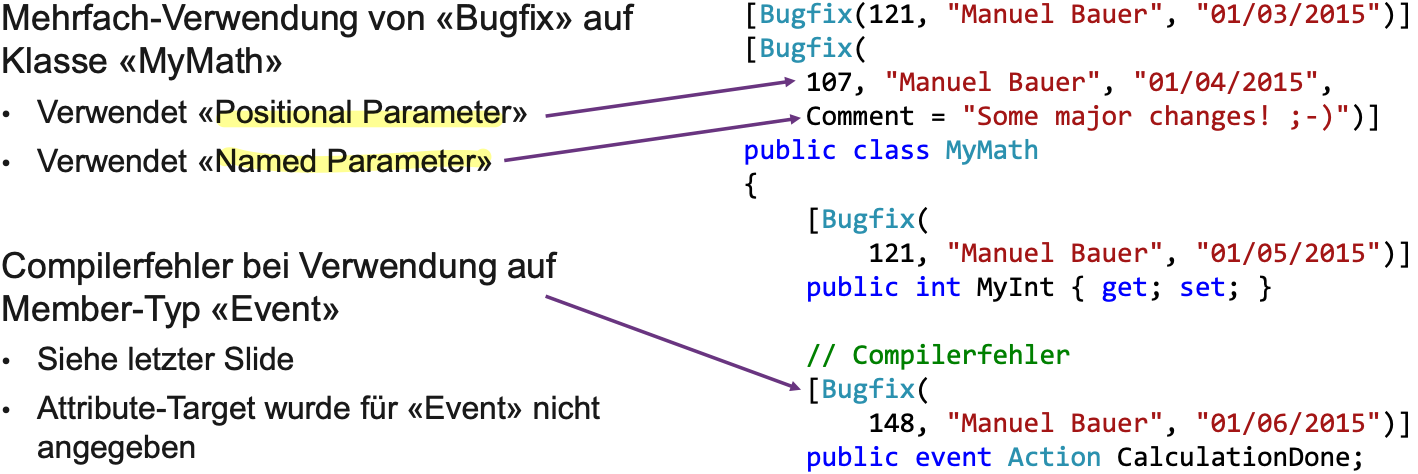 Mehrfach-Verwendung von «Bugfix» auf
Klasse «MyMath»
• Verwendet «Positional Parameter»
• Verwendet «Named Parameter»
Compilerfehler bei Verwendung auf
Member-Typ «Event»
• Siehe letzter Slide
• Attribute-Target wurde für «Event» nicht
angegeben
[Bugfix(121, "Manuel Bauer", "01/03/2015")]
[Bugfix(
107, "Manuel Bauer", "01/04/2015",
Comment = "Some major changes! ;-)")]
public class MyMath
{
[Bugfix(
121, "Manuel Bauer", "01/05/2015")]
public int MyInt { get; set; }
// Compilerfehler
[Bugfix(
148, "Manuel Bauer", "01/06/2015")]
public event Action CalculationDone;